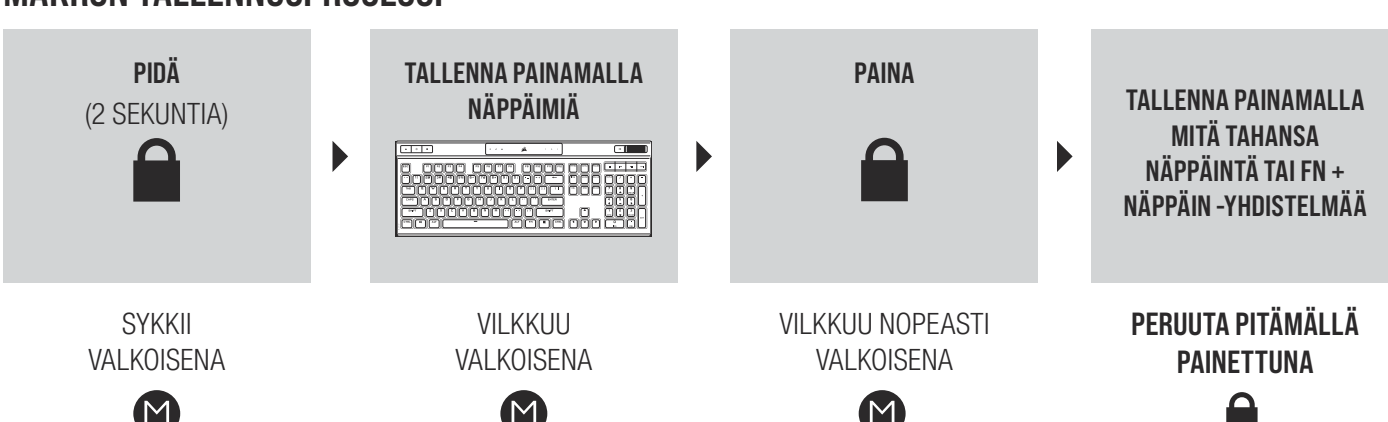 PIDÄ
(2 SEKUNTIA)
TALLENNA PAINAMALLA
NÄPPÄIMIÄ
PAINA
TALLENNA PAINAMALLA
MITÄ TAHANSA
NÄPPÄINTÄ TAI FN +
NÄPPÄIN -YHDISTELMÄÄ
SYKKII
VALKOISENA
VILKKUU
VALKOISENA
VILKKUU NOPEASTI
VALKOISENA
PERUUTA PITÄMÄLLÄ
PAINETTUNA
M
M
M